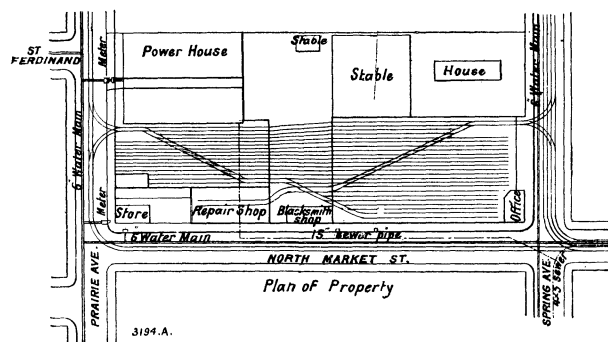 ST
FERDINAND
Meter
Power House
Stable
Stable
House
6" Water Main
6" Water Main
Meter
Store
Repair Shop
Blacksmith
shop
Office
6" Water Main
15" Sewer pipe
NORTH MARKET ST.
PRAIRIE AVE.
SPRING AVE.
Sewer
Plan of Property
3194.A.